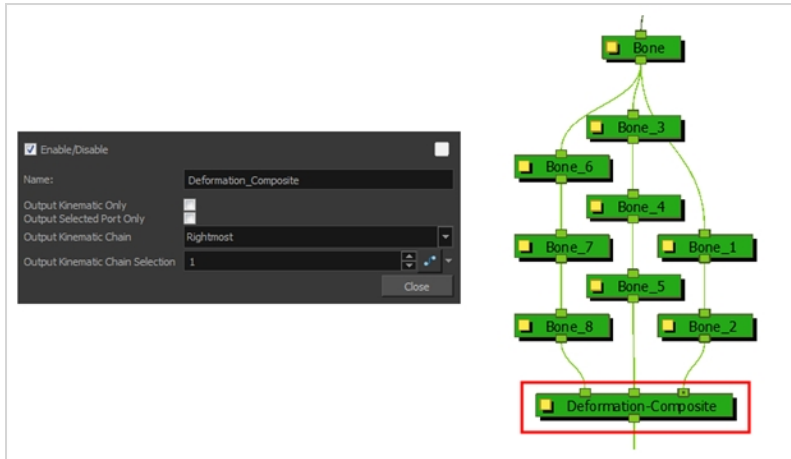 Enable/Disable
Name:
Deformation_Composite
Output Kinematic Only
Output Selected Port Only
Output Kinematic Chain
Rightmost
Output Kinematic Chain Selection
1
Close
Bone
Bone_3
Bone_6
Bone_4
Bone_7
Bone_1
Bone_5
Bone_8
Bone_2
Deformation-Composite